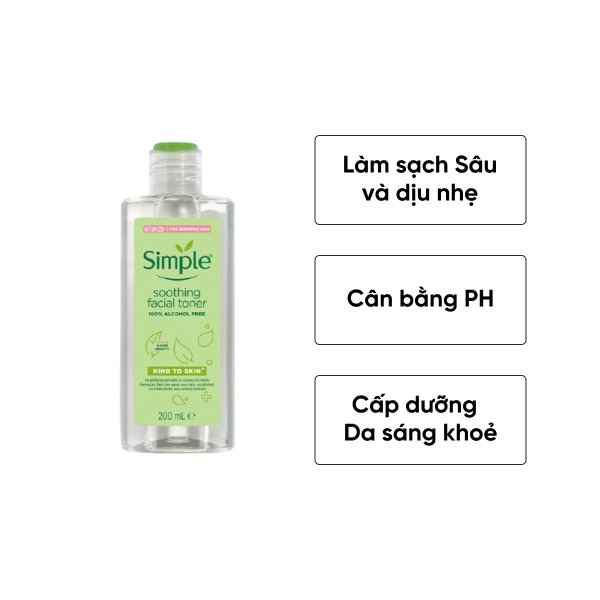 Simple
soothing
facial toner
100% ALCOHOL FREE
KIND TO SKIN™
200 mL e
Làm sạch Sâu
và dịu nhẹ
Cân bằng PH
Cấp dưỡng
Da sáng khoẻ